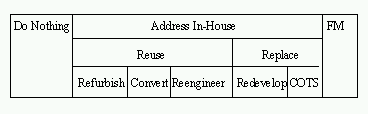 Do Nothing Address In-House FM
Reuse Replace
Refurbish Convert Reengineer Redevelop COTS